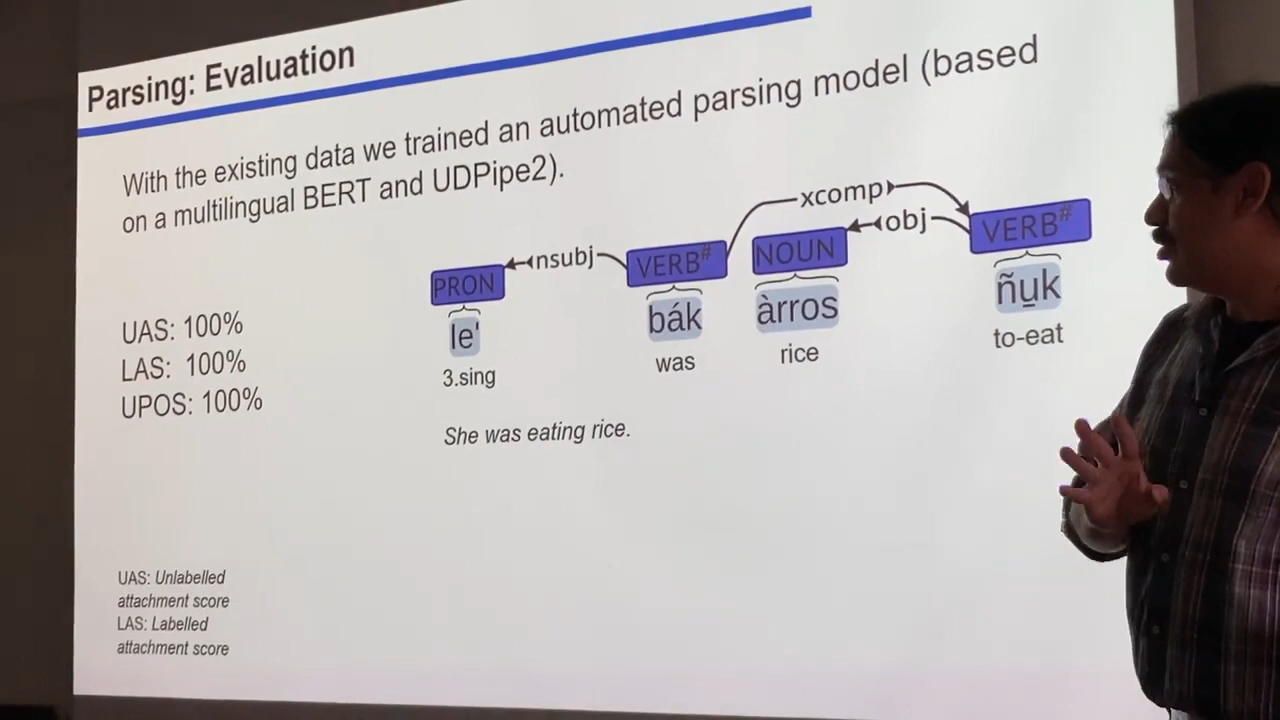 Parsing: Evaluation
With the existing data we trained an automated parsing model (based
on a multilingual BERT and UDPipe2).
xcomp
nsubj obj
PRON VERB# NOUN VERB#
le' bák àrros ñu̱k
3.sing was rice to-eat
She was eating rice.
UAS: 100%
LAS: 100%
UPOS: 100%
UAS: Unlabelled
attachment score
LAS: Labelled
attachment score